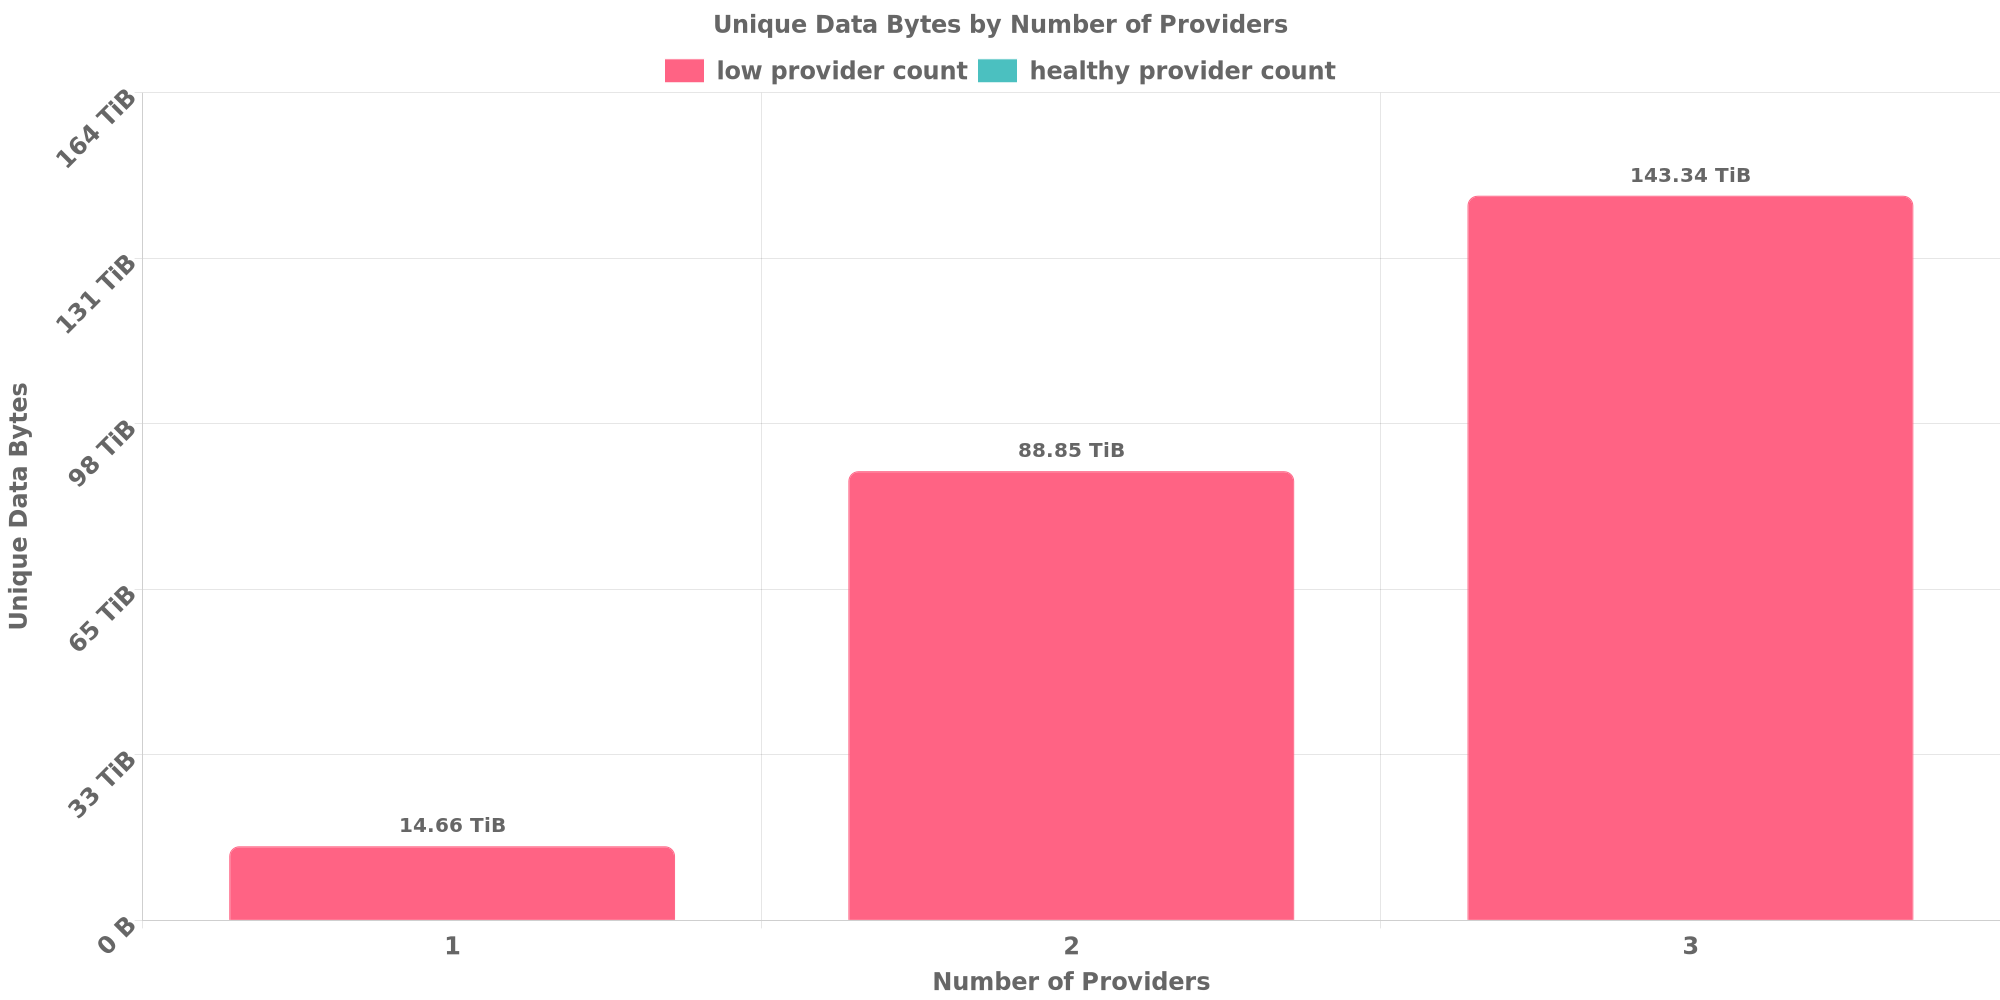 Unique Data Bytes by Number of Providers
low provider count healthy provider count
164 TiB
131 TiB
98 TiB
65 TiB
33 TiB
0 B
Unique Data Bytes
14.66 TiB
88.85 TiB
143.34 TiB
1 2 3
Number of Providers